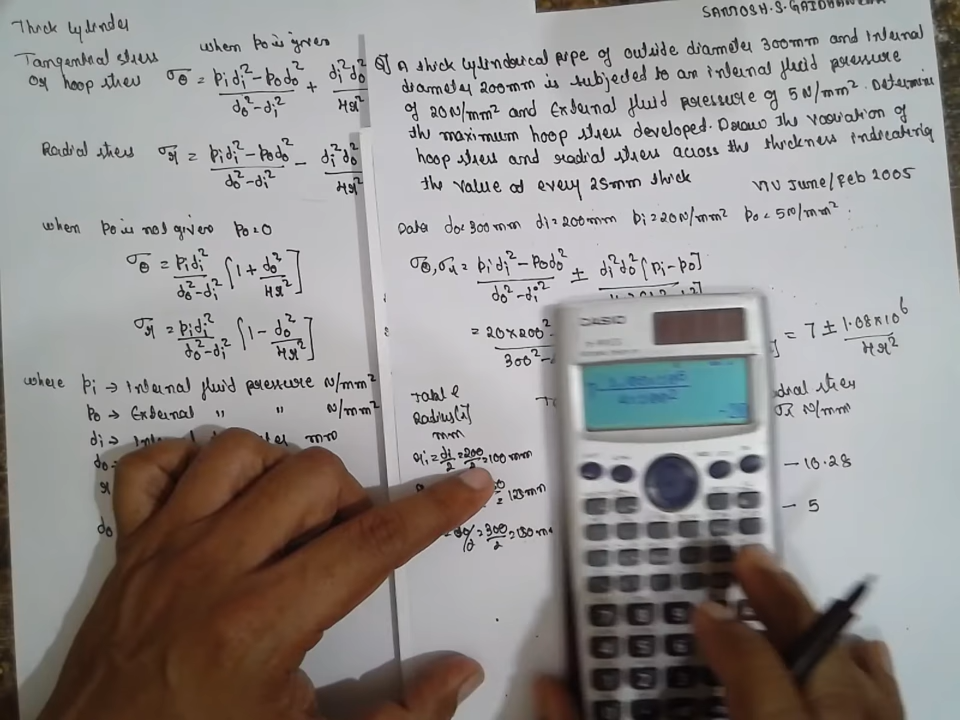 SANTOSH.S.
Thick cylinder
Tangential stress when Po is given
Or hoop stress σθ = (Pidi² - Podo²)/(do² - di²) + di²do²/4r²
Radial stress σr = (Pidi² - Podo²)/(do² - di²) - di²do²/4r²
when Po is not given Po=0
σθ = Pidi²/(do² - di²) [1 + do²/4r²]
σr = Pidi²/(do² - di²) [1 - do²/4r²]
where Pi → Internal fluid pressure N/mm²
Po → External " " N/mm²
di → mm
do
Q) A thick cylinderical pipe of outside diameter 300mm and internal
diameter 200mm is subjected to an internal fluid pressure
of 20N/mm² and External fluid pressure of 5N/mm². Determine
the maximum hoop stress developed. Draw the variation of
hoop stress and radial stress across the thickness indicating
the value at every 25mm thick
VTU June/Feb 2005
Data do=300mm di=200mm Pi=20N/mm² Po=5N/mm²
σθ,σr = (Pidi² - Podo²)/(do² - di²) ± di²do² [Pi - Po]
= 20×200² / 300² = 7 ± 1.08×10⁶/4r²
Table
Radius(r) stress
mm σr N/mm
ri = di/2 = 200/2 = 100mm - 10.28
= 125mm - 5
= do/2 = 300/2 = 150mm
CASIO